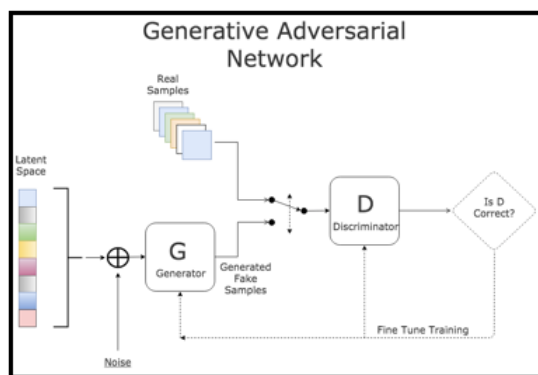 Generative Adversarial
Network
Real
Samples
Latent
Space
G
Generator
Noise
Generated
Fake
Samples
D
Discriminator
Is D
Correct?
Fine Tune Training